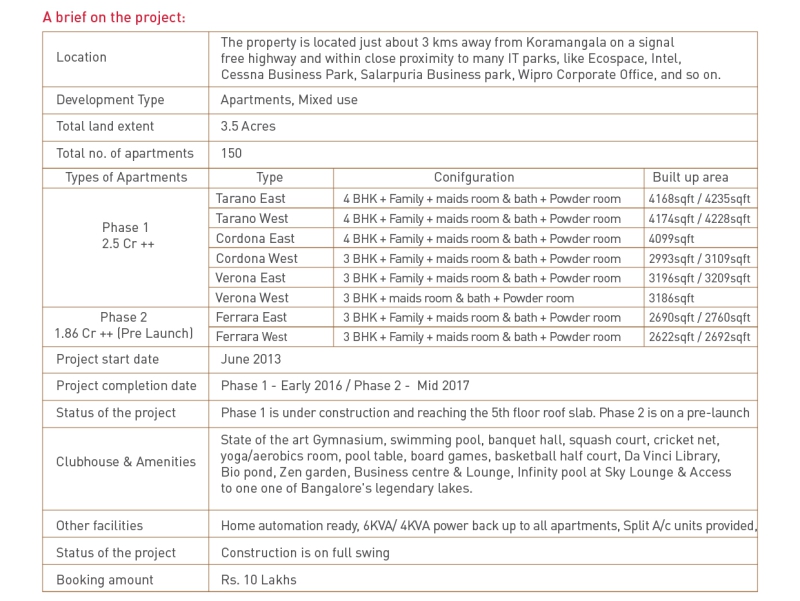 A brief on the project:
Location
The property is located just about 3 kms away from Koramangala on a signal
free highway and within close proximity to many IT parks, like Ecospace, Intel,
Cessna Business Park, Salarpuria Business park, Wipro Corporate Office, and so on.
Development Type Apartments, Mixed use
Total land extent 3.5 Acres
Total no. of apartments 150
Types of Apartments Type Conifguration Built up area
Phase 1
2.5 Cr ++
Tarano East 4 BHK + Family + maids room & bath + Powder room 4168sqft / 4235sqft
Tarano West 4 BHK + Family + maids room & bath + Powder room 4174sqft / 4228sqft
Cordona East 4 BHK + Family + maids room & bath + Powder room 4099sqft
Cordona West 3 BHK + Family + maids room & bath + Powder room 2993sqft / 3109sqft
Verona East 3 BHK + Family + maids room & bath + Powder room 3196sqft / 3209sqft
Verona West 3 BHK + maids room & bath + Powder room 3186sqft
Phase 2
1.86 Cr ++ (Pre Launch)
Ferrara East 3 BHK + Family + maids room & bath + Powder room 2690sqft / 2760sqft
Ferrara West 3 BHK + Family + maids room & bath + Powder room 2622sqft / 2692sqft
Project start date June 2013
Project completion date Phase 1 - Early 2016 / Phase 2 - Mid 2017
Status of the project Phase 1 is under construction and reaching the 5th floor roof slab. Phase 2 is on a pre-launch
Clubhouse & Amenities
State of the art Gymnasium, swimming pool, banquet hall, squash court, cricket net,
yoga/aerobics room, pool table, board games, basketball half court, Da Vinci Library,
Bio pond, Zen garden, Business centre & Lounge, Infinity pool at Sky Lounge & Access
to one one of Bangalore's legendary lakes.
Other facilities Home automation ready, 6KVA/ 4KVA power back up to all apartments, Split A/c units provided,
Status of the project Construction is on full swing
Booking amount Rs. 10 Lakhs